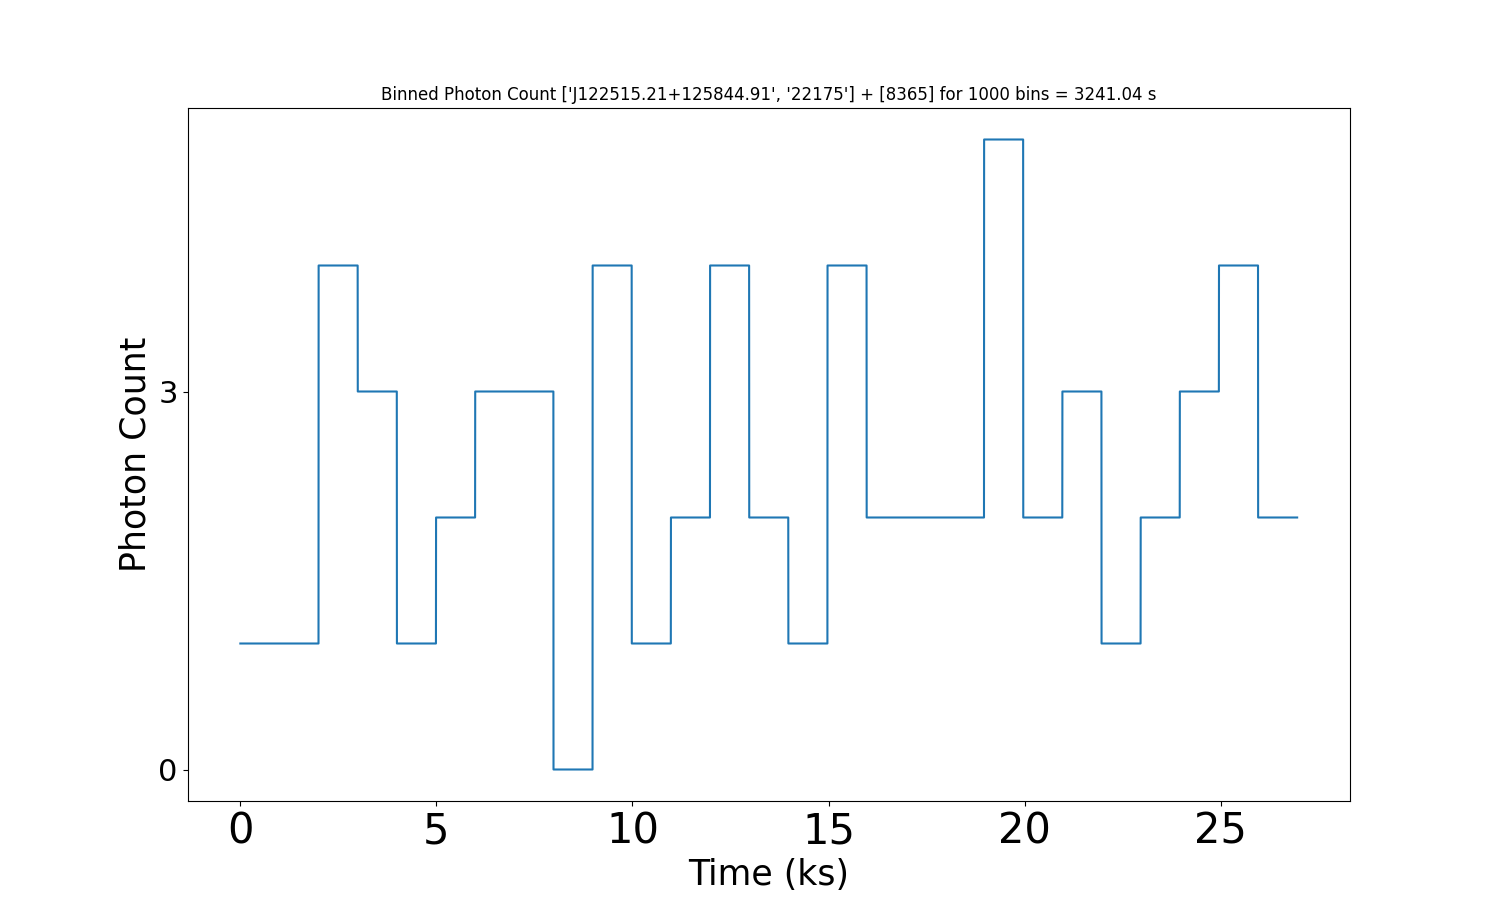 Binned Photon Count ['J122515.21+125844.91', '22175'] + [8365] for 1000 bins = 3241.04 s
Photon Count
3
0
0 5 10 15 20 25
Time (ks)